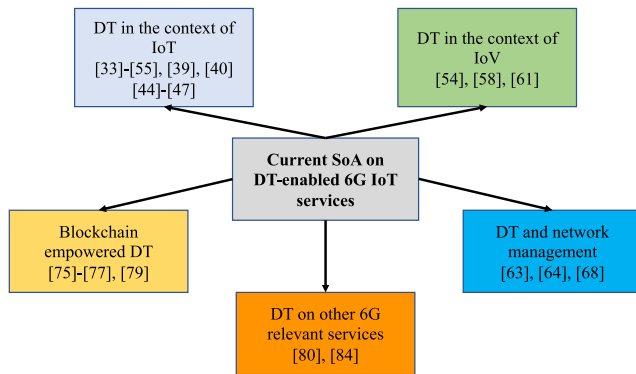 DT in the context of
IoT
[33]-[55], [39], [40]
[44]-[47]
DT in the context of
IoV
[54], [58], [61]
Current SoA on
DT-enabled 6G IoT
services
Blockchain
empowered DT
[75]-[77], [79]
DT and network
management
[63], [64], [68]
DT on other 6G
relevant services
[80], [84]